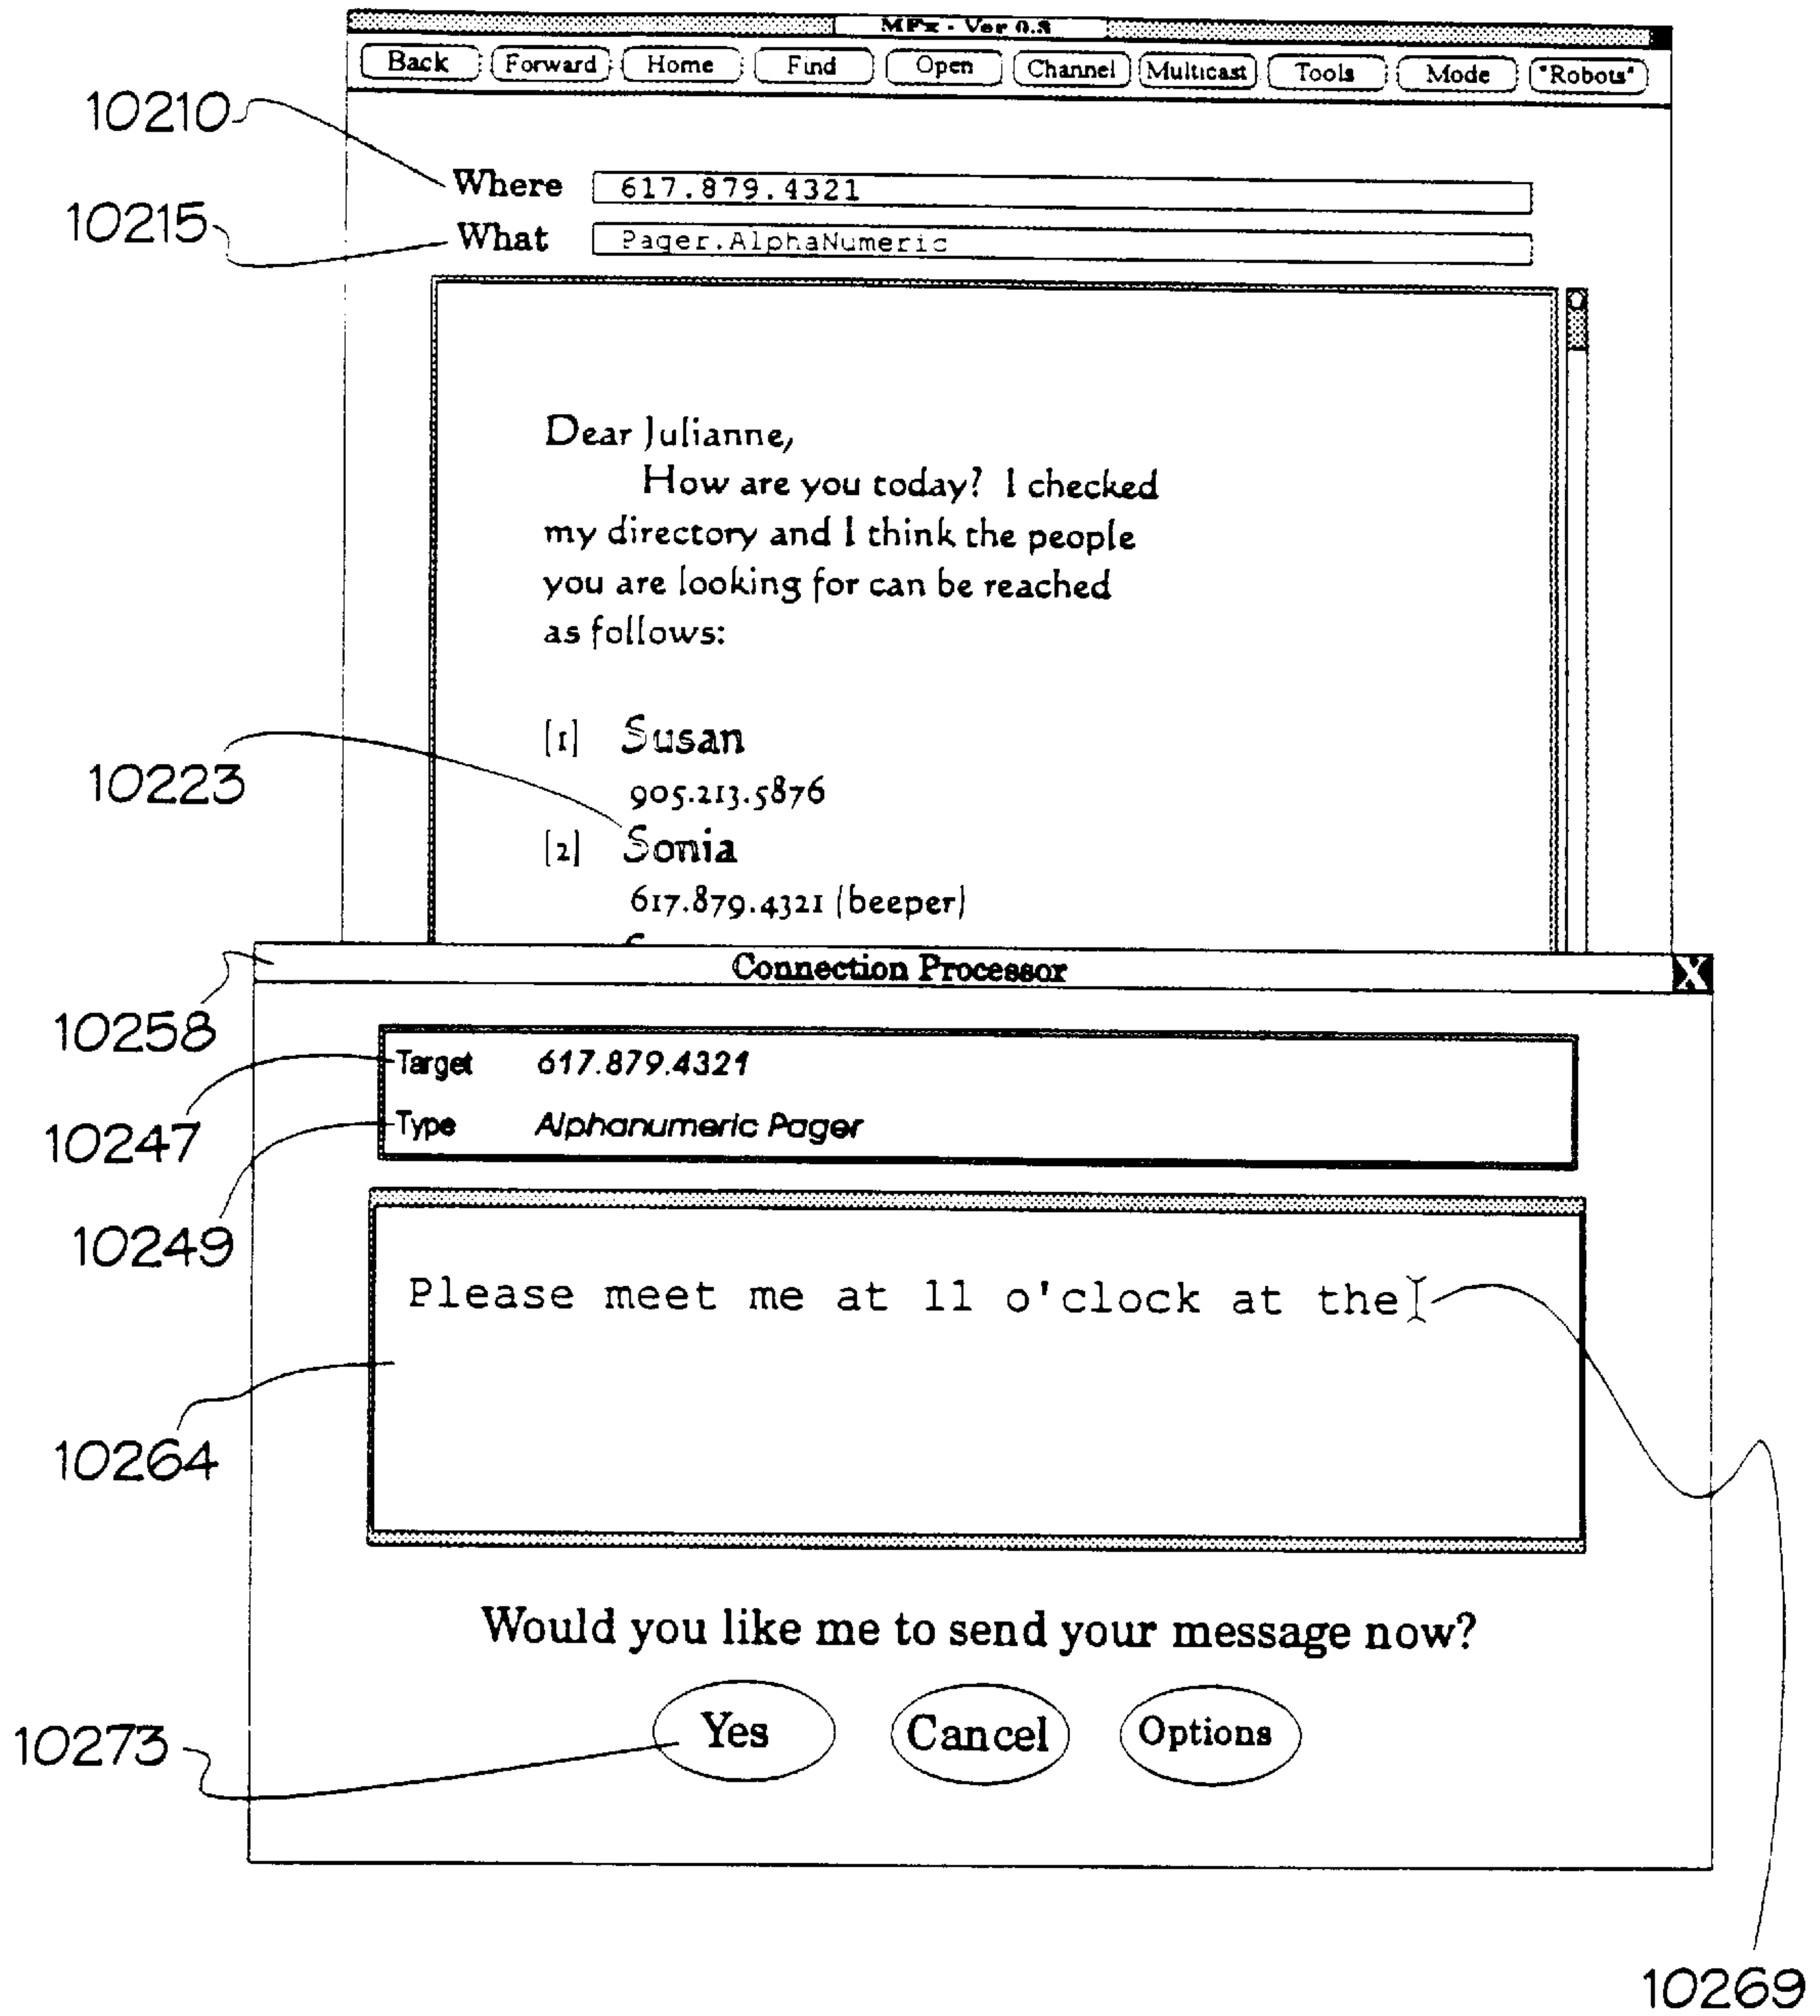 MFx - Ver 0.8
Back Forward Home Find Open Channel Multicast Tools Mode "Robots"
10210
Where 617.879.4321
10215
What Pager.AlphaNumeric
Dear Julianne,
How are you today? I checked
my directory and I think the people
you are looking for can be reached
as follows:
[1] Susan
10223
905.213.5876
[2] Sonia
617.879.4321 (beeper)
Connection Processor X
10258
Target 617.879.4321
10247
Type Alphanumeric Pager
10249
Please meet me at 11 o'clock at the
10264
Would you like me to send your message now?
10273
Yes Cancel Options
10269